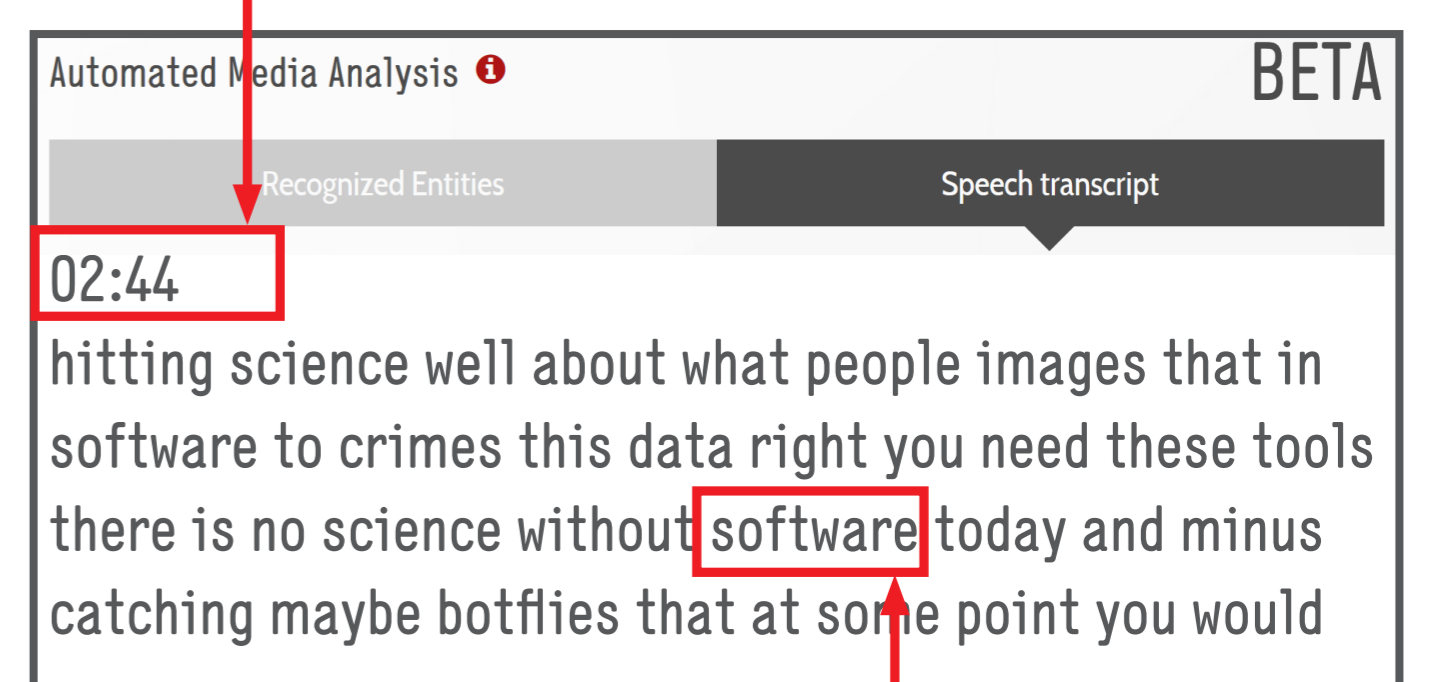 Automated Media Analysis
BETA
Recognized Entities
Speech transcript
02:44
hitting science well about what people images that in
software to crimes this data right you need these tools
there is no science without software today and minus
catching maybe botflies that at some point you would